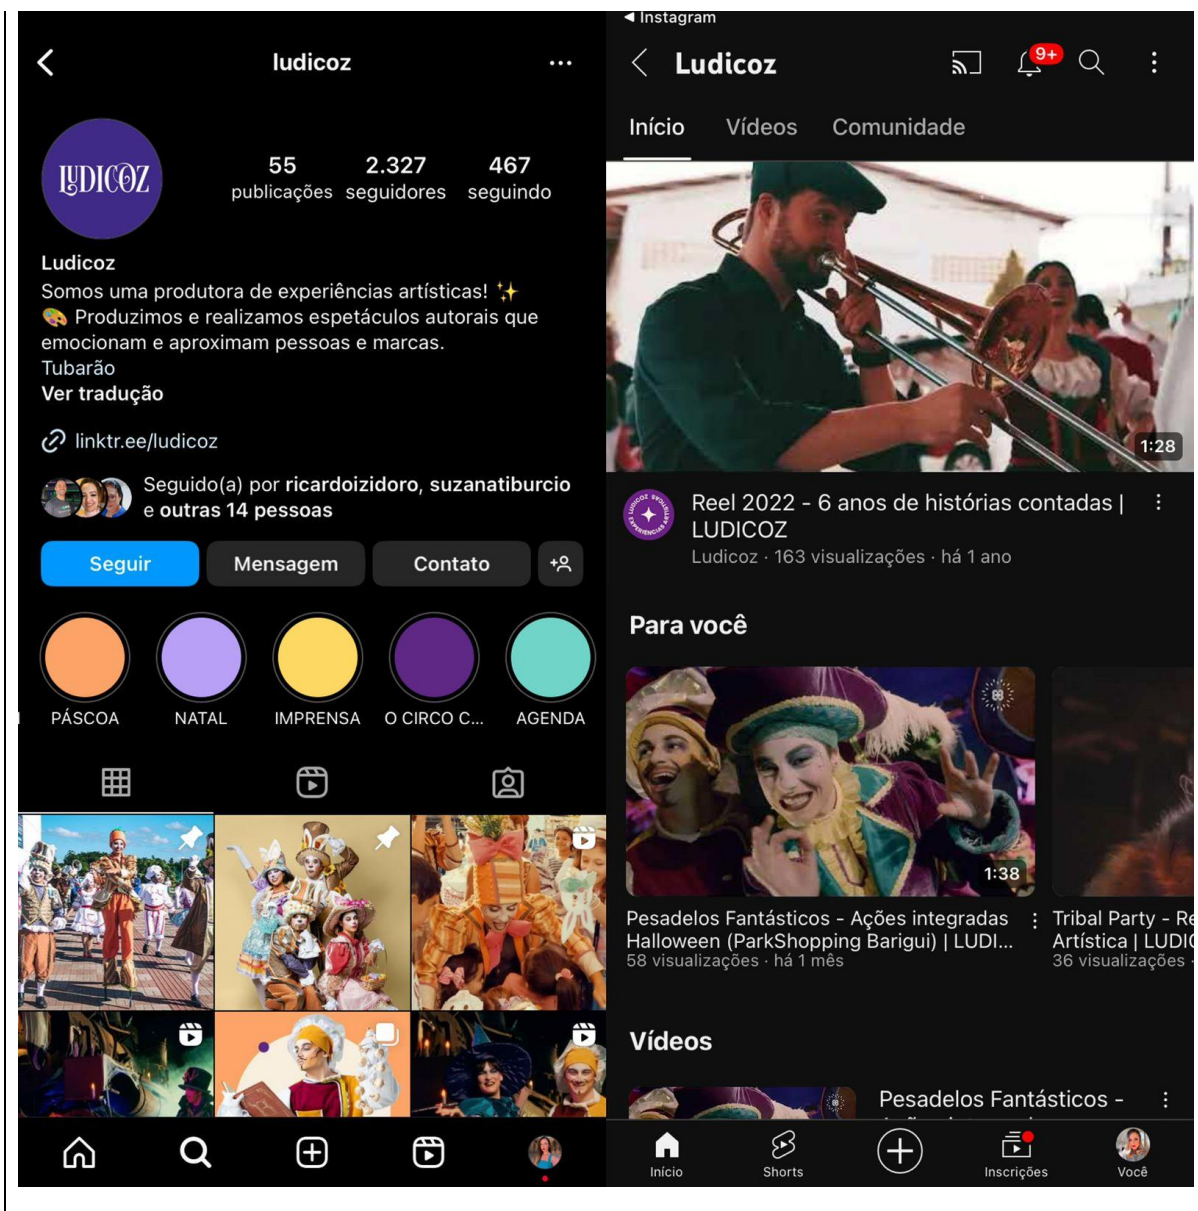 ludicoz
LUDICOZ
55
2.327
467
publicações
seguidores
seguindo
Ludicoz
Somos uma produtora de experiências artísticas! ✨
🎨 Produzimos e realizamos espetáculos autorais que
emocionam e aproximam pessoas e marcas.
Tubarão
Ver tradução
linktr.ee/ludicoz
Seguido(a) por ricardoizidoro, suzanatiburcio
e outras 14 pessoas
Seguir
Mensagem
Contato
PÁSCOA
NATAL
IMPRENSA
O CIRCO C...
AGENDA
Instagram
Ludicoz
9+
Início
Vídeos
Comunidade
1:28
LUDICOZ EXPERIÊNCIAS ARTÍSTICAS
Reel 2022 - 6 anos de histórias contadas |
LUDICOZ
Ludicoz · 163 visualizações · há 1 ano
Para você
1:38
Pesadelos Fantásticos - Ações integradas
Halloween (ParkShopping Barigui) | LUDI...
58 visualizações · há 1 mês
Tribal Party - Re
Artística | LUDIC
36 visualizações ·
Vídeos
Pesadelos Fantásticos -
Início
Shorts
Inscrições
Você